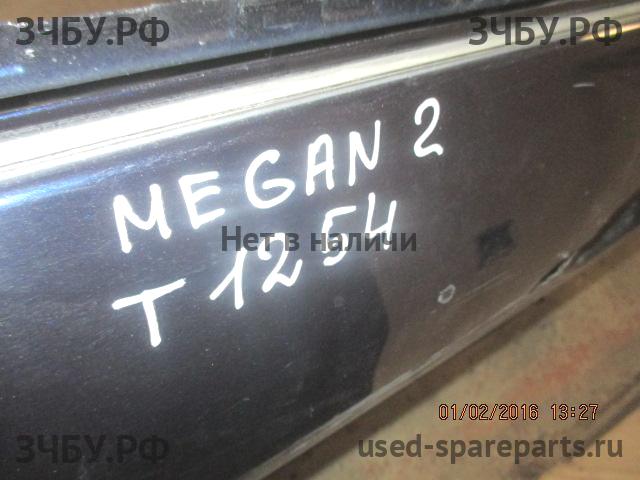 ЗЧБУ.РФ ЗЧБУ.РФ
MEGAN 2
Нет в наличи
T 1254
01/02/2016 13:27
ЗЧБУ.РФ used-spareparts.ru